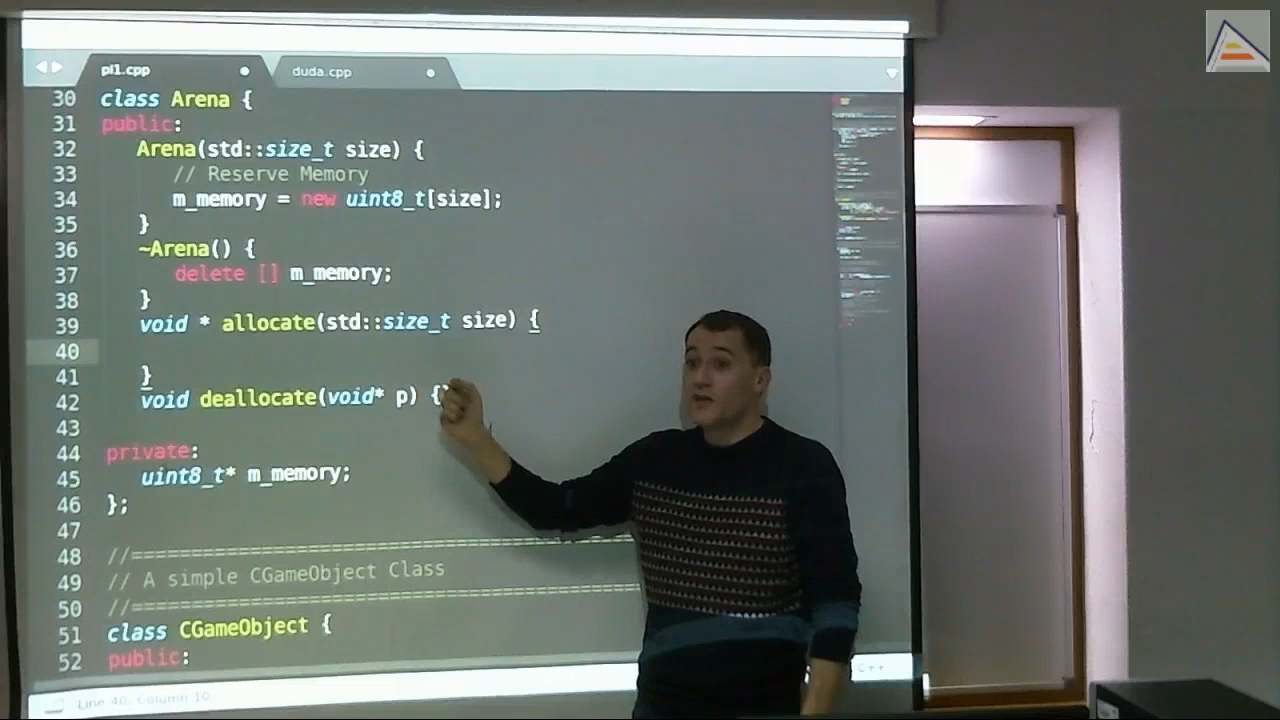 pl1.cpp duda.cpp
30 class Arena {
31 public:
32 Arena(std::size_t size) {
33 // Reserve Memory
34 m_memory = new uint8_t[size];
35 }
36 ~Arena() {
37 delete [] m_memory;
38 }
39 void * allocate(std::size_t size) {
40
41 }
42 void deallocate(void* p) {
43
44 private:
45 uint8_t* m_memory;
46 };
47
48 //==============================================
49 // A simple CGameObject Class
50 //==============================================
51 class CGameObject {
52 public:
Line 40, Column 10 C++